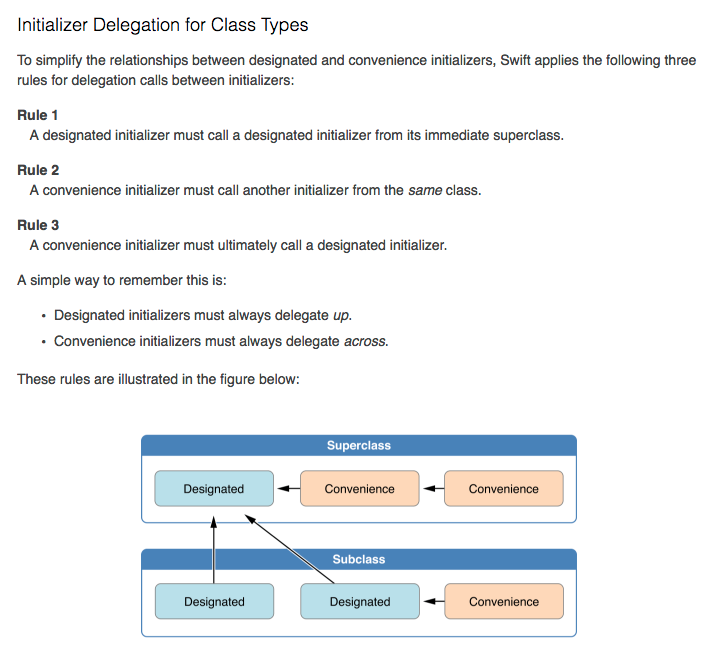 Initializer Delegation for Class Types
To simplify the relationships between designated and convenience initializers, Swift applies the following three
rules for delegation calls between initializers:
Rule 1
A designated initializer must call a designated initializer from its immediate superclass.
Rule 2
A convenience initializer must call another initializer from the same class.
Rule 3
A convenience initializer must ultimately call a designated initializer.
A simple way to remember this is:
• Designated initializers must always delegate up.
• Convenience initializers must always delegate across.
These rules are illustrated in the figure below:
Superclass
Designated
Convenience
Convenience
Subclass
Designated
Designated
Convenience